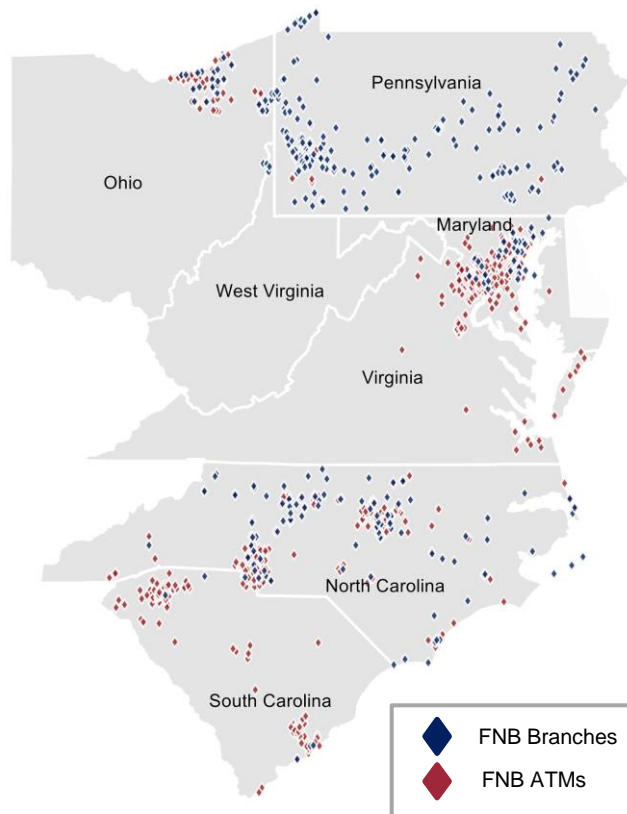 Pennsylvania
Ohio
Maryland
West Virginia
Virginia
North Carolina
South Carolina
FNB Branches
FNB ATMs